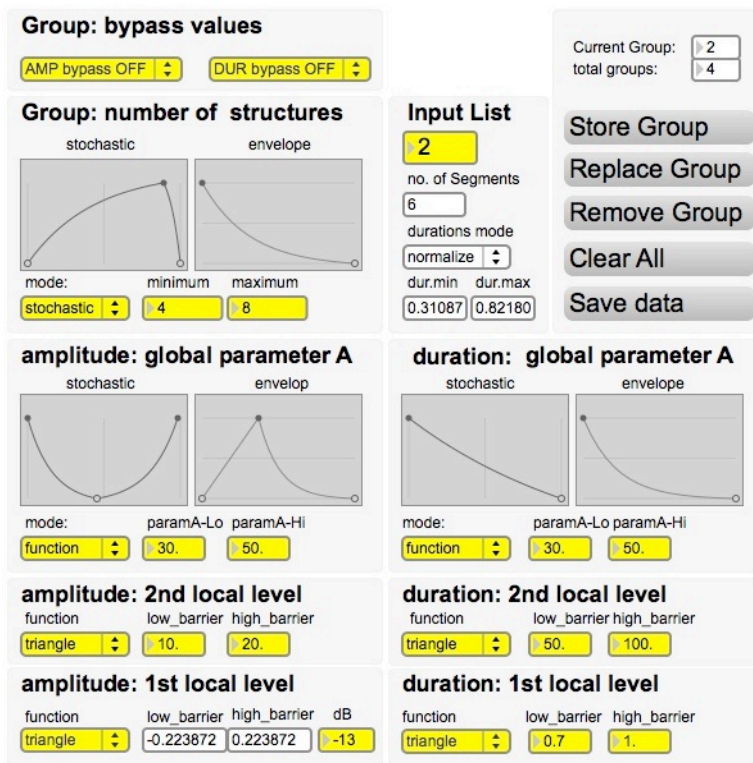 Group: bypass values
AMP bypass OFF DUR bypass OFF
Current Group: 2
total groups: 4
Group: number of structures
stochastic envelope
mode: minimum maximum
stochastic 4 8
Input List
2
no. of Segments
6
durations mode
normalize
dur.min dur.max
0.31087 0.82180
Store Group
Replace Group
Remove Group
Clear All
Save data
amplitude: global parameter A
stochastic envelop
mode: paramA-Lo paramA-Hi
function 30. 50.
duration: global parameter A
stochastic envelope
mode: paramA-Lo paramA-Hi
function 30. 50.
amplitude: 2nd local level
function low_barrier high_barrier
triangle 10. 20.
duration: 2nd local level
function low_barrier high_barrier
triangle 50. 100.
amplitude: 1st local level
function low_barrier high_barrier dB
triangle -0.223872 0.223872 -13
duration: 1st local level
function low_barrier high_barrier
triangle 0.7 1.